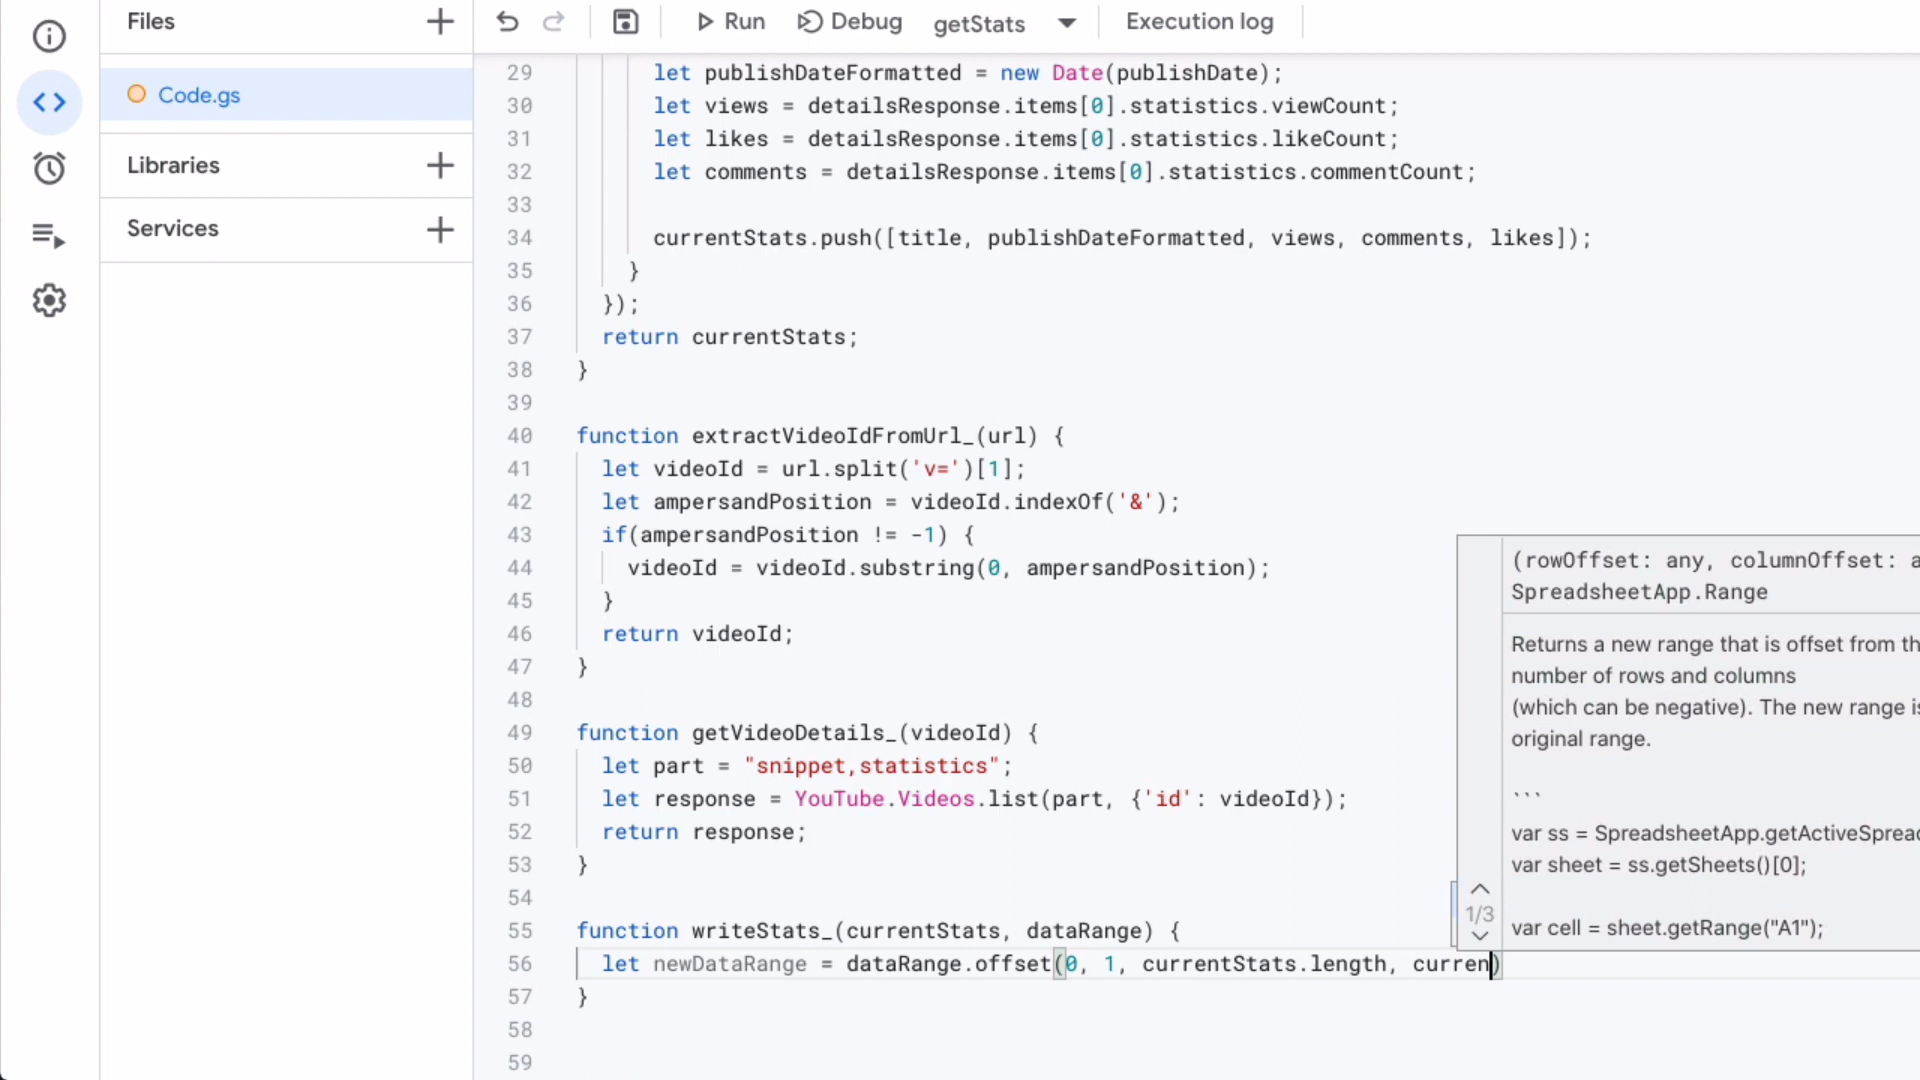 Files
Run
Debug
getStats
Execution log
Code.gs
Libraries
Services
29 let publishDateFormatted = new Date(publishDate);
30 let views = detailsResponse.items[0].statistics.viewCount;
31 let likes = detailsResponse.items[0].statistics.likeCount;
32 let comments = detailsResponse.items[0].statistics.commentCount;
33
34 currentStats.push([title, publishDateFormatted, views, comments, likes]);
35 }
36 });
37 return currentStats;
38 }
39
40 function extractVideoIdFromUrl_(url) {
41 let videoId = url.split('v=')[1];
42 let ampersandPosition = videoId.indexOf('&');
43 if(ampersandPosition != -1) {
44 videoId = videoId.substring(0, ampersandPosition);
45 }
46 return videoId;
47 }
48
49 function getVideoDetails_(videoId) {
50 let part = "snippet,statistics";
51 let response = YouTube.Videos.list(part, {'id': videoId});
52 return response;
53 }
54
55 function writeStats_(currentStats, dataRange) {
56 let newDataRange = dataRange.offset(0, 1, currentStats.length, curren)
57 }
58
59
(rowOffset: any, columnOffset: a
SpreadsheetApp.Range
Returns a new range that is offset from th
number of rows and columns
(which can be negative). The new range is
original range.
```
var ss = SpreadsheetApp.getActiveSpread
var sheet = ss.getSheets()[0];
var cell = sheet.getRange("A1");
1/3